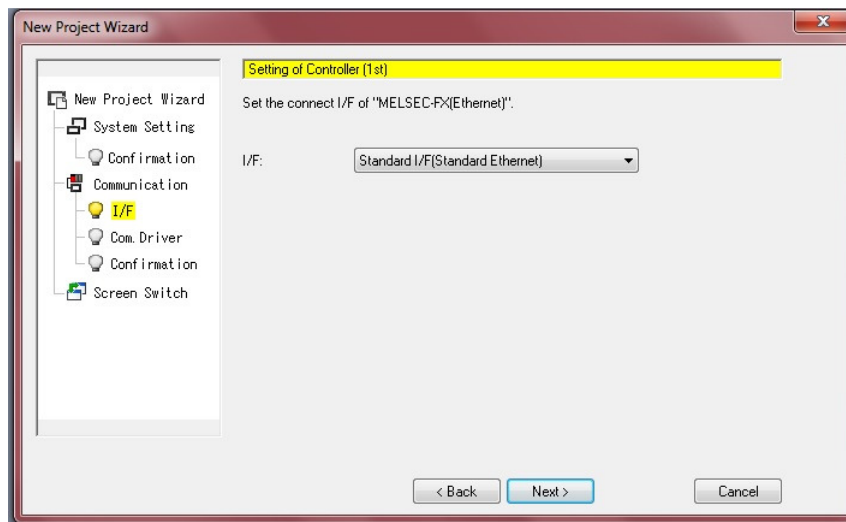 New Project Wizard
New Project Wizard
System Setting
Confirmation
Communication
I/F
Com. Driver
Confirmation
Screen Switch
Setting of Controller (1st)
Set the connect I/F of "MELSEC-FX(Ethernet)".
I/F: Standard I/F(Standard Ethernet)
< Back Next > Cancel